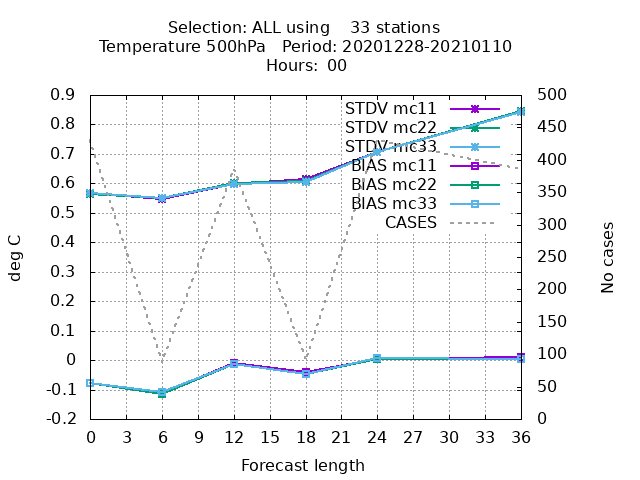 Selection: ALL using    33 stations
Temperature 500hPa   Period: 20201228-20210110
Hours: 00
0.9
0.8
0.7
0.6
0.5
0.4
0.3
0.2
0.1
0
-0.1
-0.2
deg C
STDV mc11
STDV mc22
STDV mc33
BIAS mc11
BIAS mc22
BIAS mc33
CASES
500
450
400
350
300
250
200
150
100
50
0
No cases
0 3 6 9 12 15 18 21 24 27 30 33 36
Forecast length